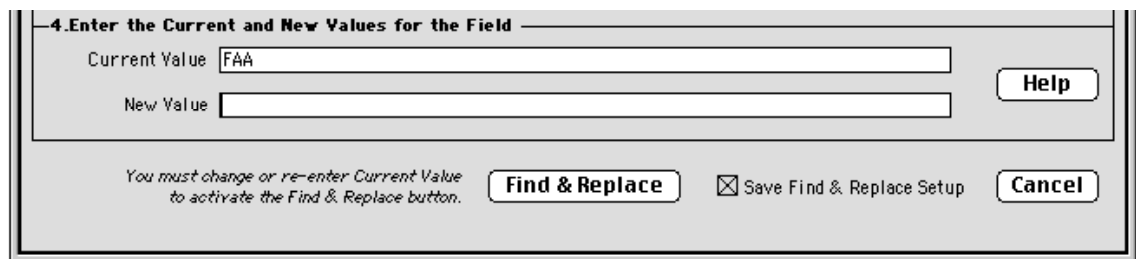 4.Enter the Current and New Values for the Field
Current Value FAA
Help
New Value
You must change or re-enter Current Value
to activate the Find & Replace button.
Find & Replace
Save Find & Replace Setup
Cancel